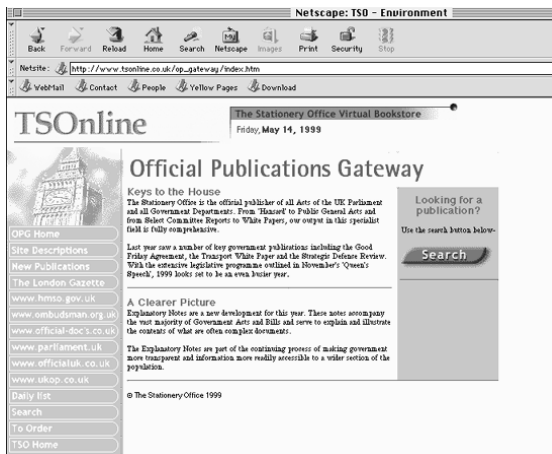 Netscape: TSO - Environment
Back Forward Reload Home Search Netscape Images Print Security Stop
Netsite: http://www.tsonline.co.uk/op_gateway/index.htm
WebMail Contact People Yellow Pages Download
TSOnline
The Stationery Office Virtual Bookstore
Friday, May 14, 1999
Official Publications Gateway
Keys to the House
The Stationery Office is the official publisher of all Acts of the UK Parliament
and all Government Departments. From 'Hansard' to Public General Acts and
from Select Committee Reports to White Papers, our output in this specialist
field is fully comprehensive.
Last year saw a number of key government publications including the Good
Friday Agreement, the Transport White Paper and the Strategic Defence Review.
With the extensive legislative programme outlined in November's 'Queen's
Speech', 1999 looks set to be an even busier year.
A Clearer Picture
Explanatory Notes are a new development for this year. These notes accompany
the vast majority of Government Acts and Bills and serve to explain and illustrate
the contents of what are often complex documents.
The Explanatory Notes are part of the continuing process of making government
more transparent and information more readily accessible to a wider section of the
population.
© The Stationery Office 1999
Looking for a
publication?
Use the search button below-
Search
OPG Home
Site Descriptions
New Publications
The London Gazette
www.hmso.gov.uk
www.ombudsman.org.uk
www.official-doc's.co.uk
www.parliament.uk
www.officialuk.co.uk
www.ukop.co.uk
Daily list
Search
To Order
TSO Home